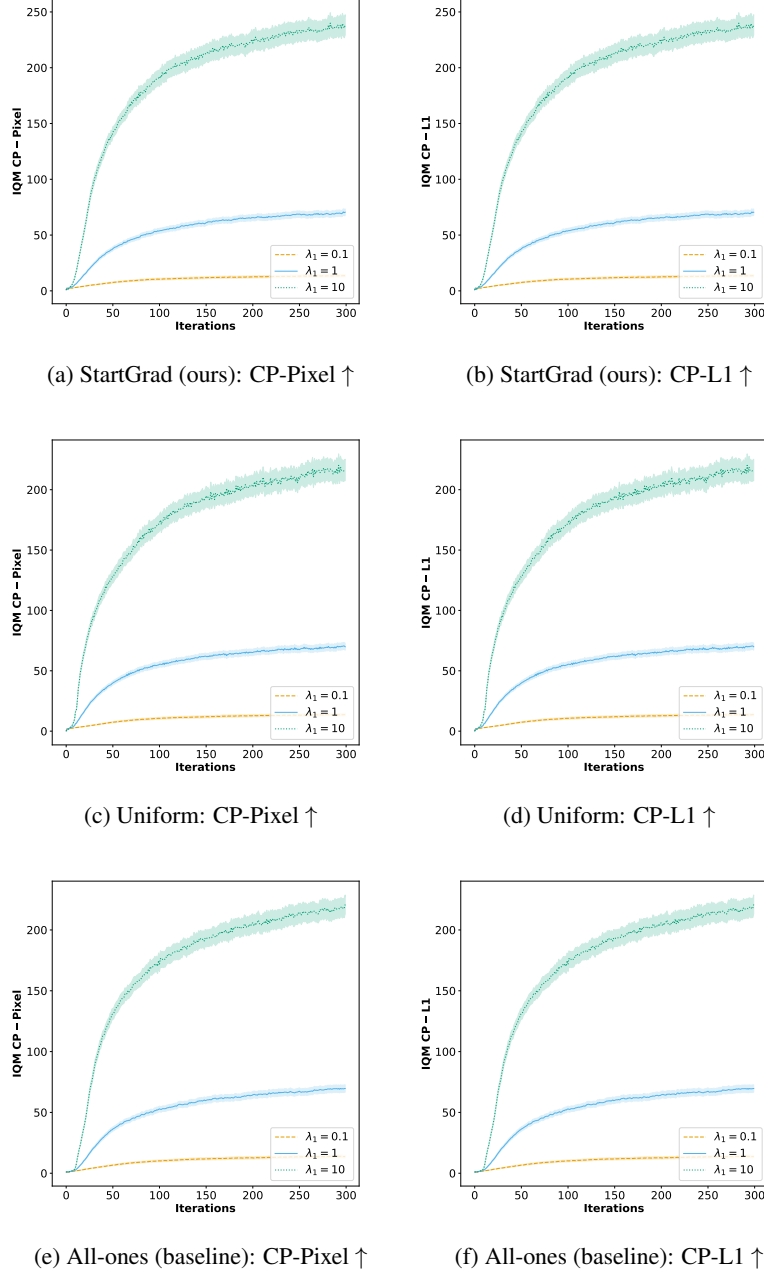 250
200
150
100
50
0
IQM CP − Pixel
λ₁ = 0.1
λ₁ = 1
λ₁ = 10
0 50 100 150 200 250 300
Iterations
(a) StartGrad (ours): CP-Pixel ↑
250
200
150
100
50
0
IQM CP − L1
λ₁ = 0.1
λ₁ = 1
λ₁ = 10
0 50 100 150 200 250 300
Iterations
(b) StartGrad (ours): CP-L1 ↑
200
150
100
50
0
IQM CP − Pixel
λ₁ = 0.1
λ₁ = 1
λ₁ = 10
0 50 100 150 200 250 300
Iterations
(c) Uniform: CP-Pixel ↑
200
150
100
50
0
IQM CP − L1
λ₁ = 0.1
λ₁ = 1
λ₁ = 10
0 50 100 150 200 250 300
Iterations
(d) Uniform: CP-L1 ↑
200
150
100
50
0
IQM CP − Pixel
λ₁ = 0.1
λ₁ = 1
λ₁ = 10
0 50 100 150 200 250 300
Iterations
(e) All-ones (baseline): CP-Pixel ↑
200
150
100
50
0
IQM CP − L1
λ₁ = 0.1
λ₁ = 1
λ₁ = 10
0 50 100 150 200 250 300
Iterations
(f) All-ones (baseline): CP-L1 ↑